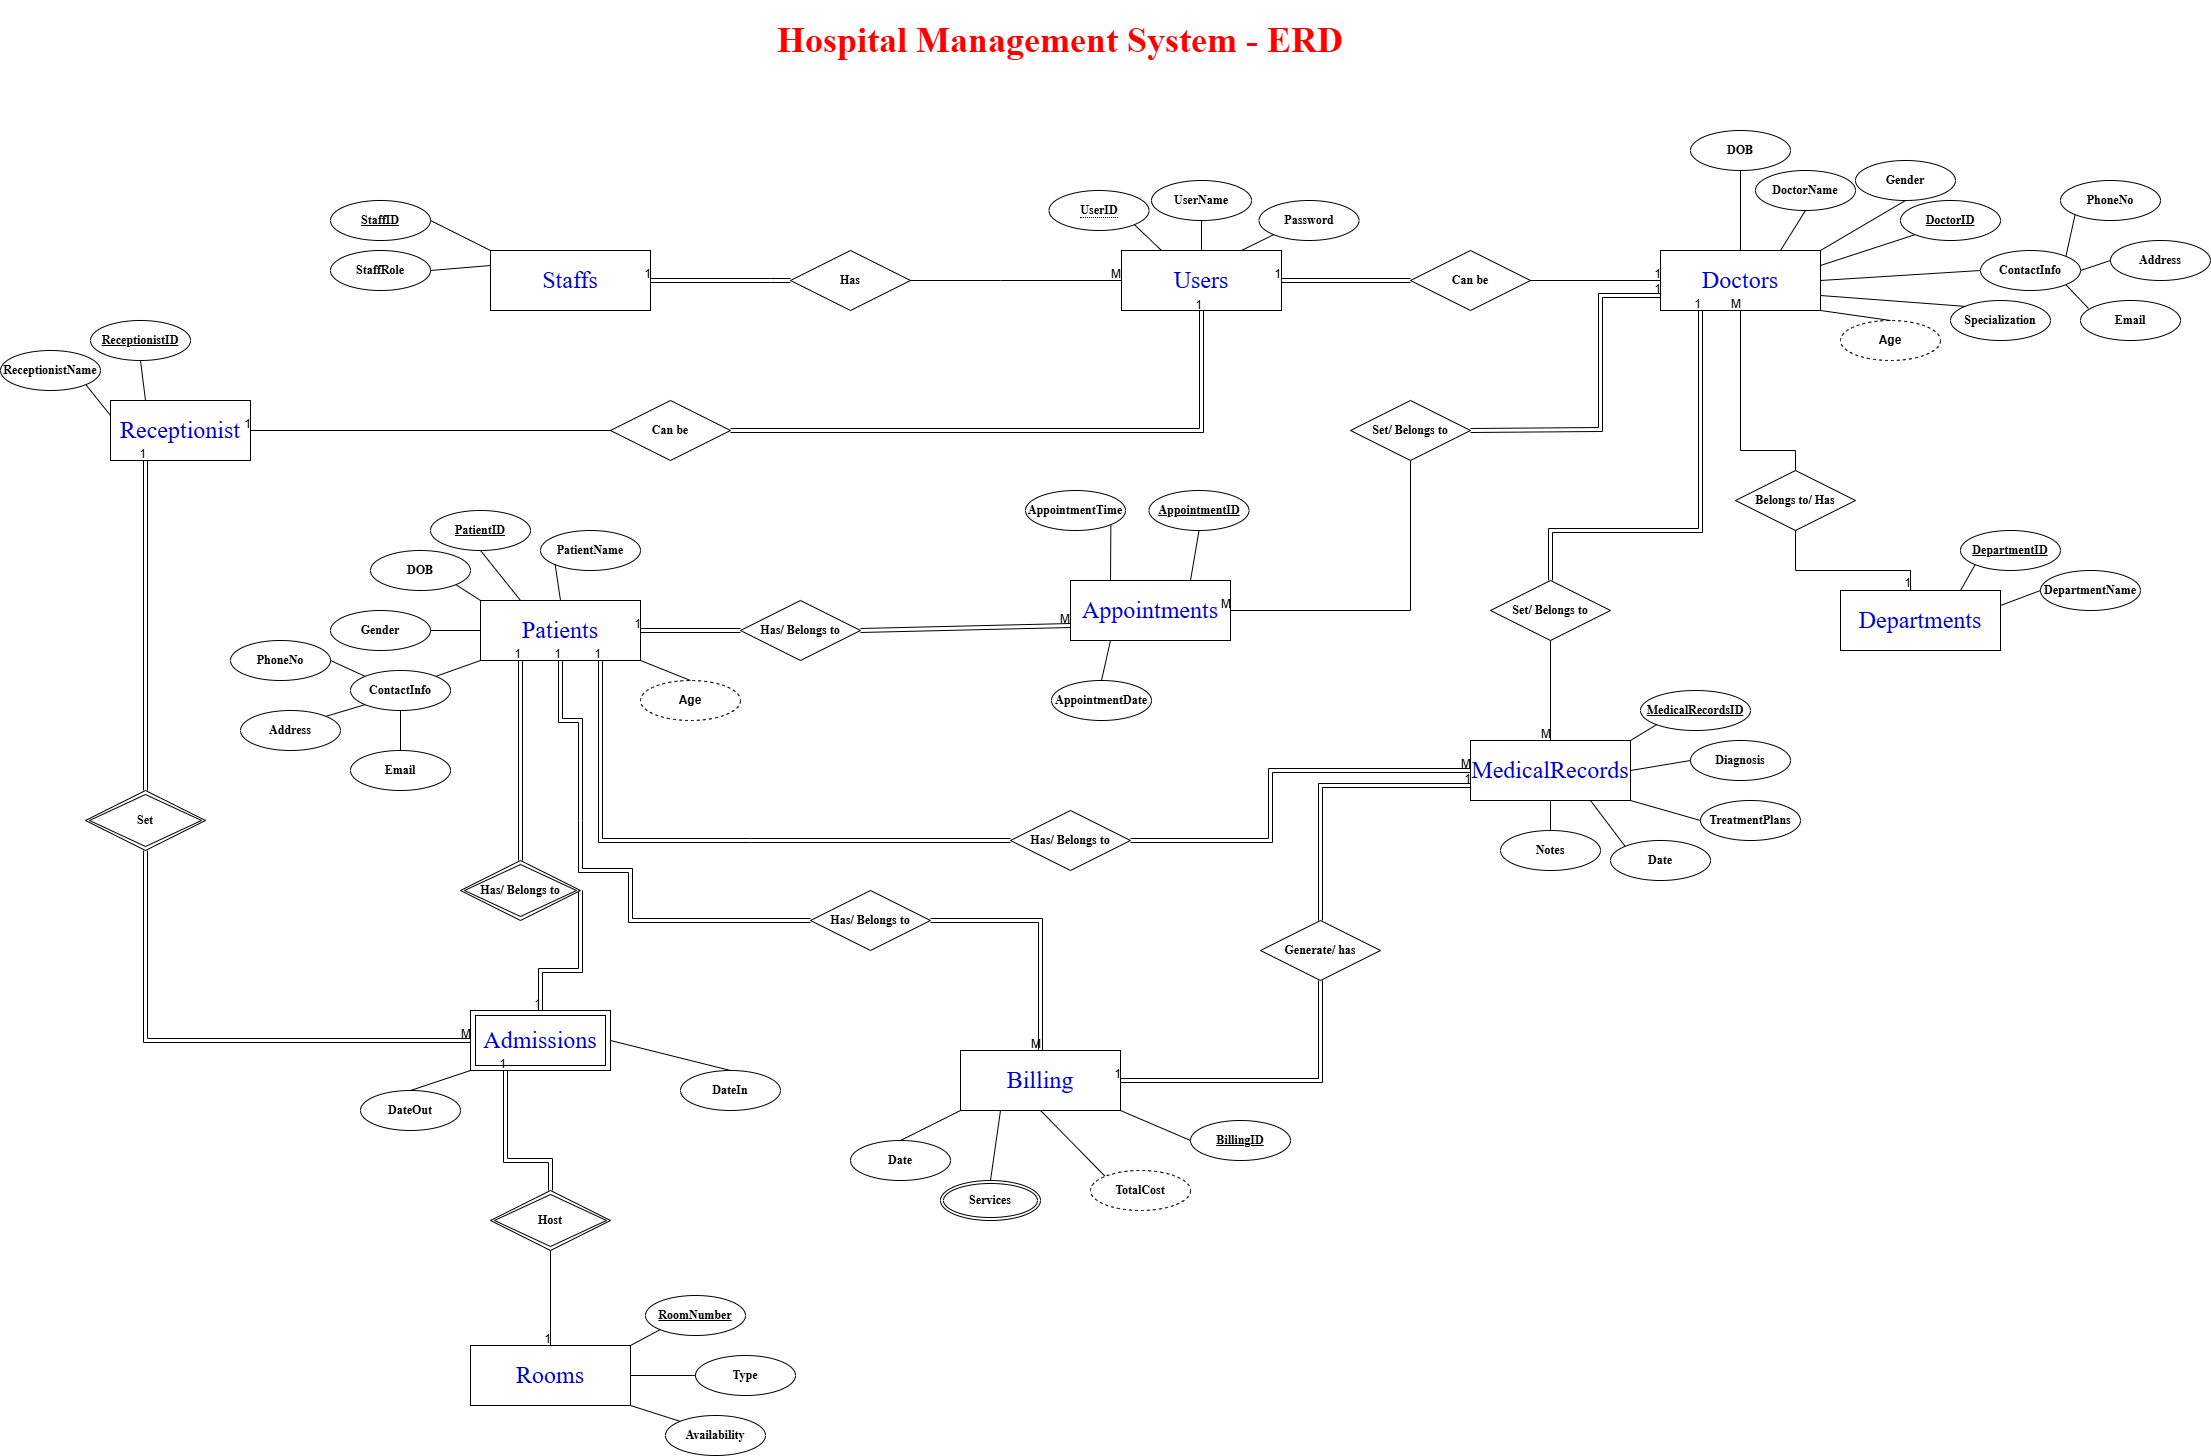 Hospital Management System - ERD
DOB
DoctorName
Gender
DoctorID
PhoneNo
ContactInfo
Address
Specialization
Email
Age
StaffID
StaffRole
UserID
UserName
Password
Staffs
1
Has
M
Users
1
1
Can be
1
1
Doctors
1
M
ReceptionistID
ReceptionistName
Receptionist
1
1
Can be
Set/ Belongs to
Belongs to/ Has
AppointmentTime
AppointmentID
PatientID
PatientName
DOB
Gender
PhoneNo
ContactInfo
Address
Email
Patients
1
1
1
1
Age
Has/ Belongs to
M
Appointments
M
AppointmentDate
Set/ Belongs to
DepartmentID
DepartmentName
1
Departments
MedicalRecordsID
M
M
1
MedicalRecords
Diagnosis
TreatmentPlans
Notes
Date
Set
Has/ Belongs to
Has/ Belongs to
Has/ Belongs to
Generate/ has
1
M
Admissions
1
DateOut
DateIn
M
Billing
1
Date
Services
TotalCost
BillingID
Host
1
Rooms
RoomNumber
Type
Availability